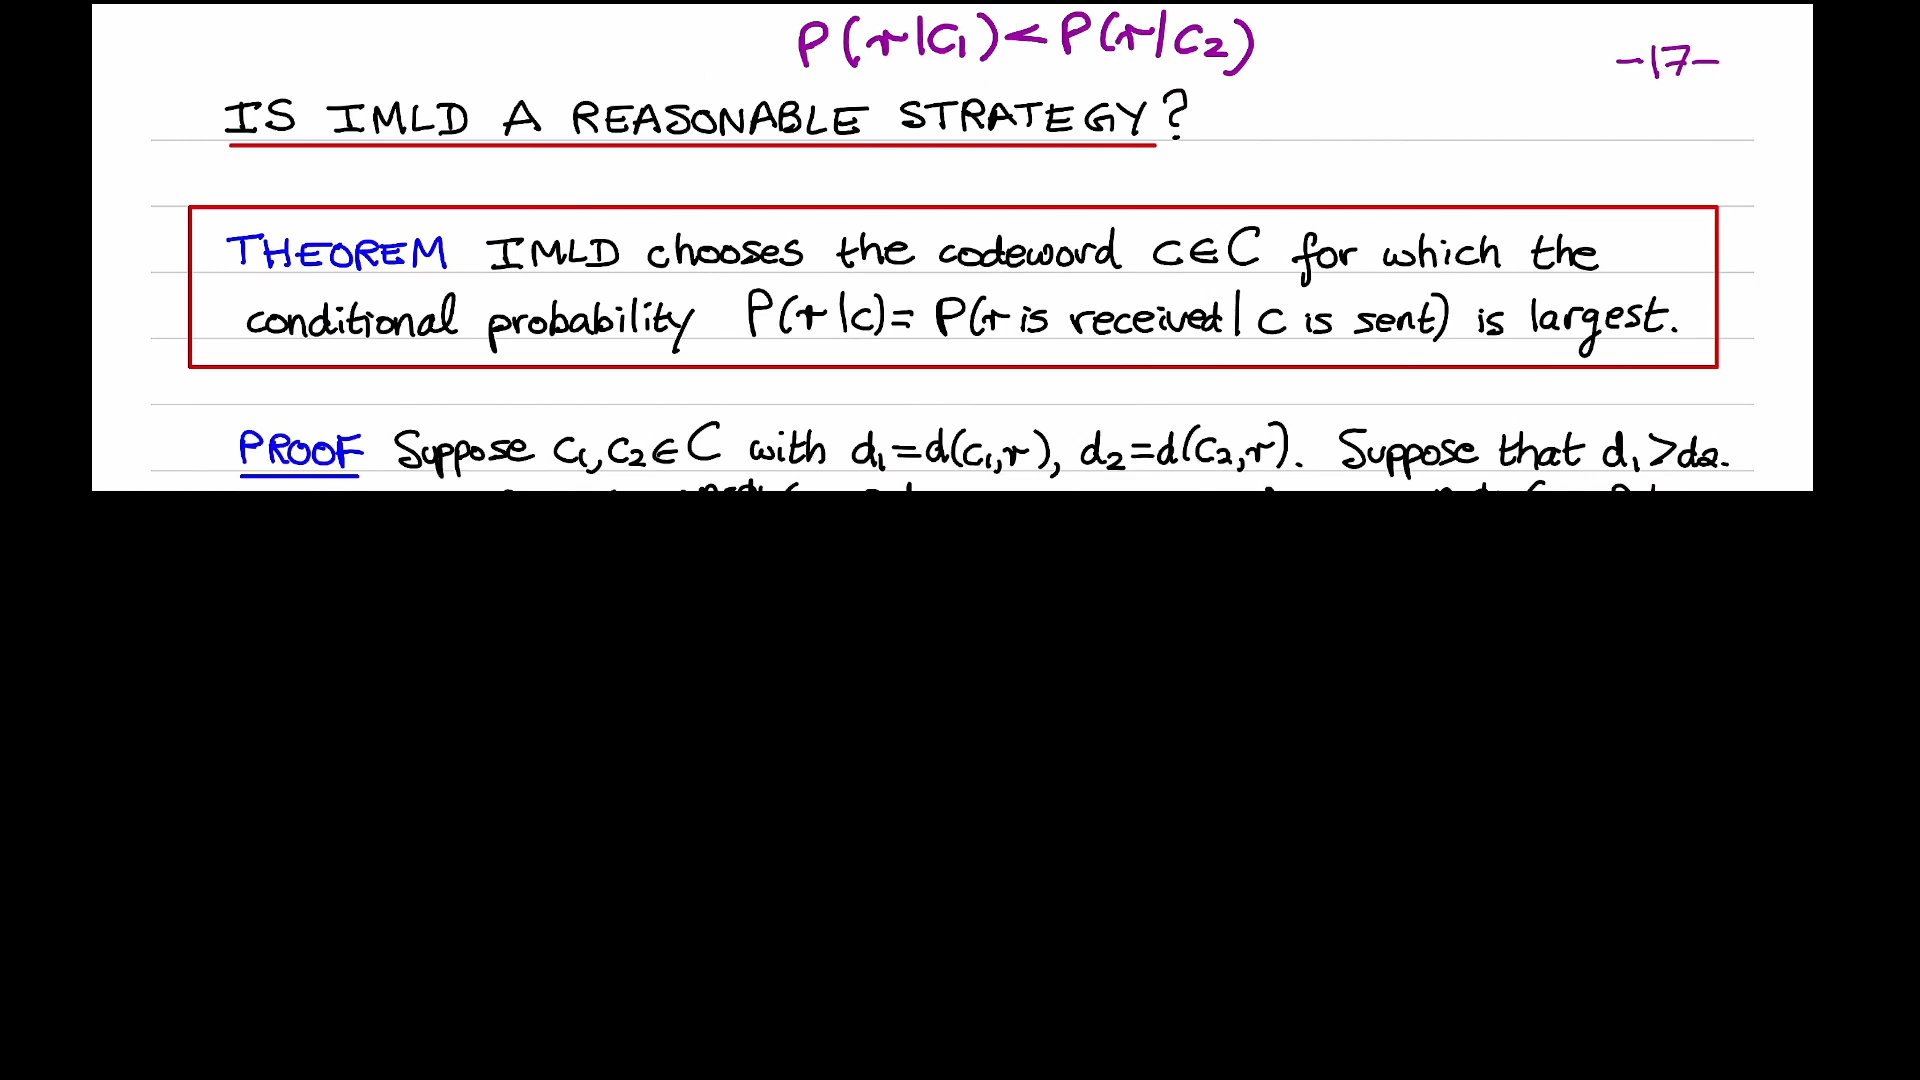 P(r|c₁) < P(r|c₂)
-17-
IS IMLD A REASONABLE STRATEGY?
THEOREM IMLD chooses the codeword c∈C for which the
conditional probability P(r|c) = P(r is received | c is sent) is largest.
PROOF Suppose c₁,c₂∈C with d₁=d(c₁,r), d₂=d(c₂,r). Suppose that d₁>d₂.